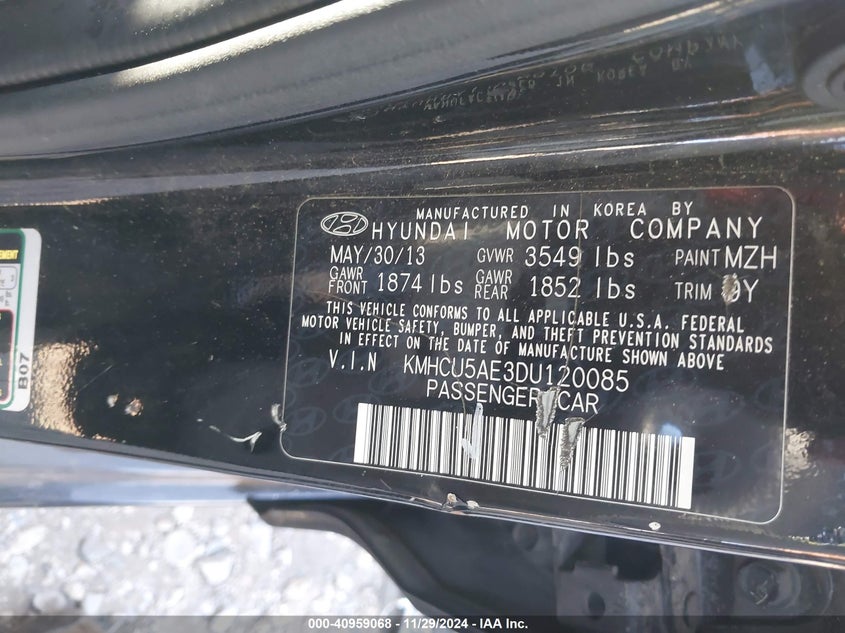 MANUFACTURED IN KOREA BY
HYUNDAI MOTOR COMPANY
MAY/30/13 GVWR 3549 lbs PAINT MZH
GAWR FRONT 1874 lbs GAWR REAR 1852 lbs TRIM Y
THIS VEHICLE CONFORMS TO ALL APPLICABLE U.S.A. FEDERAL
MOTOR VEHICLE SAFETY, BUMPER, AND THEFT PREVENTION STANDARDS
IN EFFECT ON THE DATE OF MANUFACTURE SHOWN ABOVE
V.I.N KMHCU5AE3DU120085
PASSENGER CAR
B07
000-40959068 - 11/29/2024 - IAA Inc.